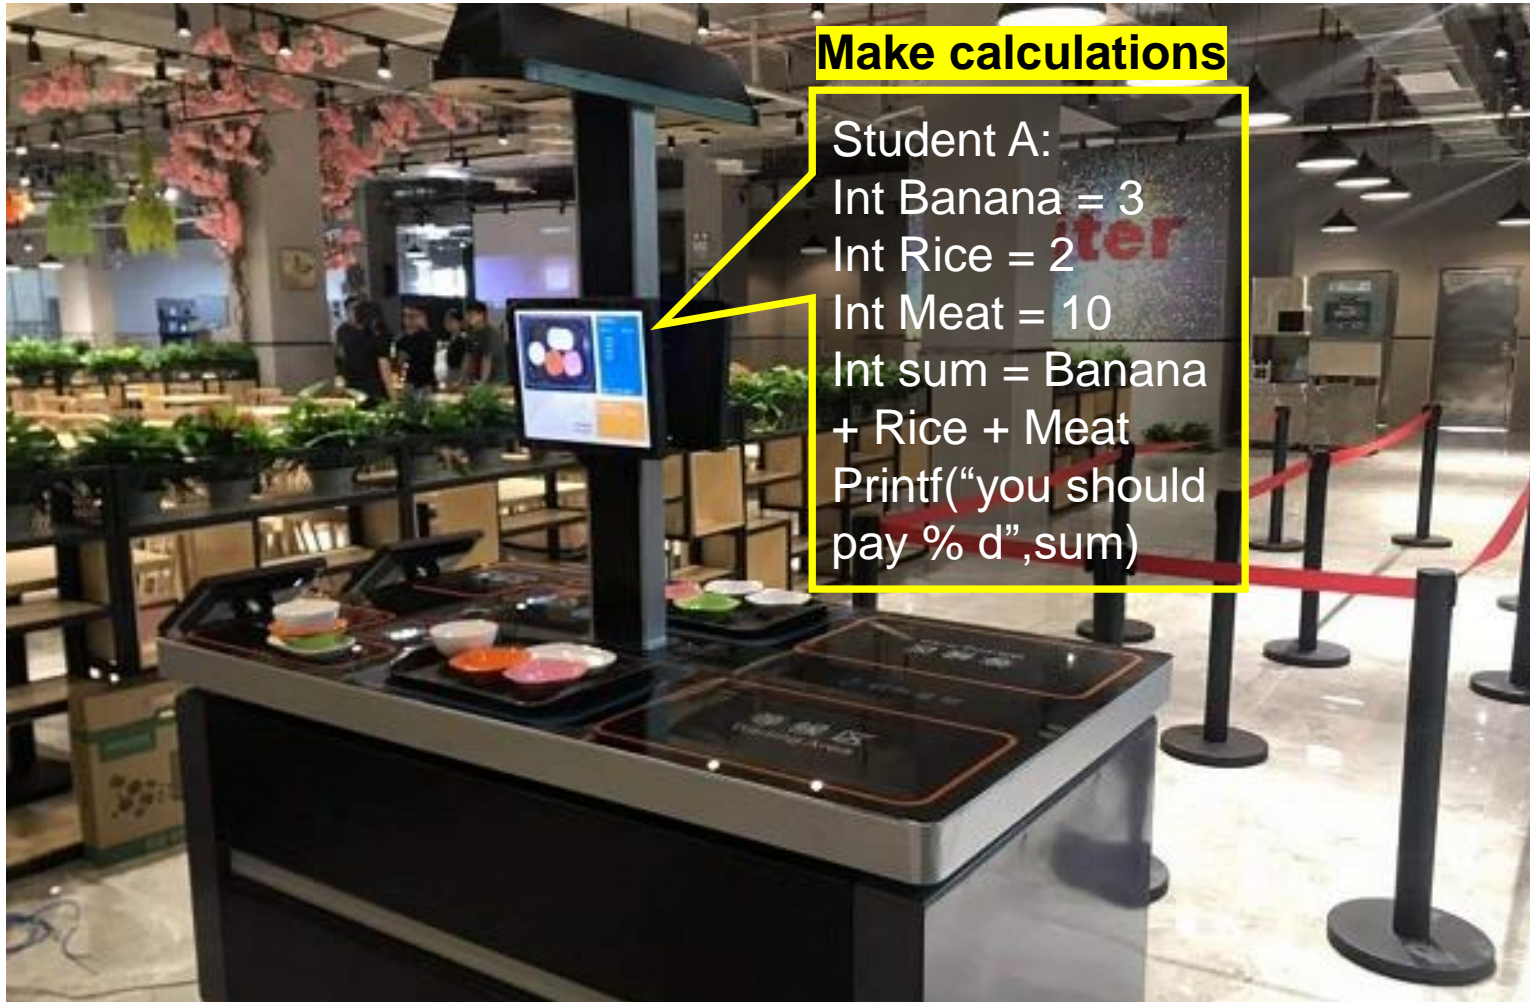 Make calculations
Student A:
Int Banana = 3
Int Rice = 2
Int Meat = 10
Int sum = Banana
+ Rice + Meat
Printf(“you should
pay % d”,sum)
ter